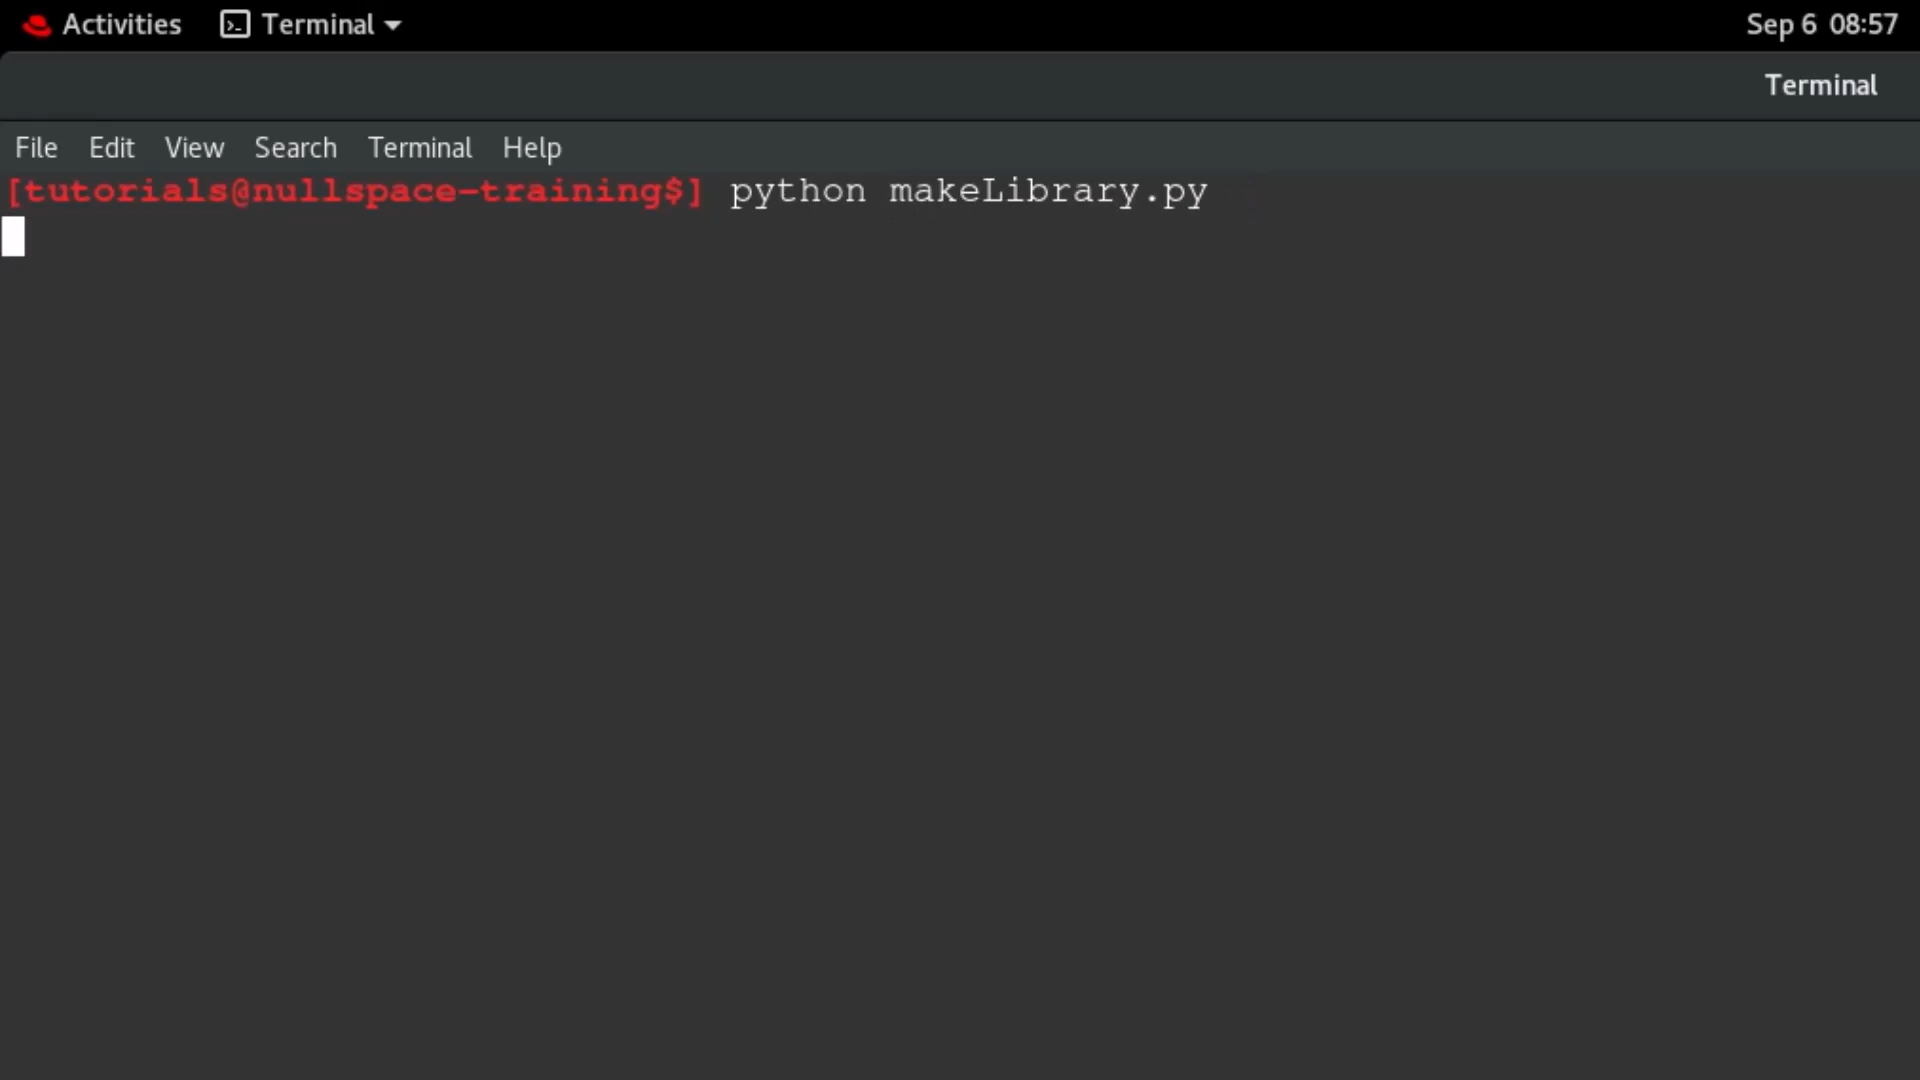 Activities Terminal Sep 6 08:57
Terminal
File Edit View Search Terminal Help
[tutorials@nullspace-training$] python makeLibrary.py